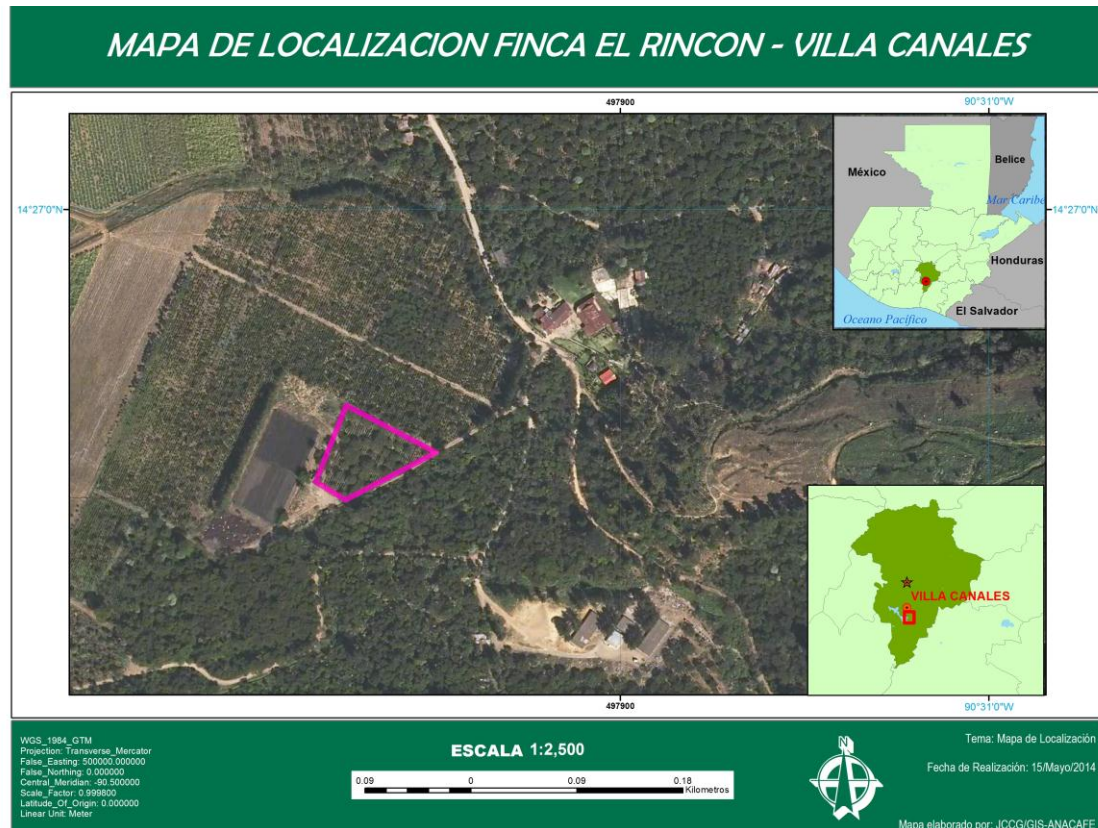 MAPA DE LOCALIZACION FINCA EL RINCON - VILLA CANALES
497900
90°31'0"W
14°27'0"N
14°27'0"N
México
Belice
Mar Caribe
Honduras
El Salvador
Oceano Pacífico
VILLA CANALES
497900
90°31'0"W
WGS_1984_GTM
Projection: Transverse_Mercator
False_Easting: 500000.000000
False_Northing: 0.000000
Central_Meridian: -90.500000
Scale_Factor: 0.999800
Latitude_Of_Origin: 0.000000
Linear Unit: Meter
ESCALA 1:2,500
0.09 0 0.09 0.18
Kilometros
N
Tema: Mapa de Localización
Fecha de Realización: 15/Mayo/2014
Mapa elaborado por: JCCG/GIS-ANACAFE